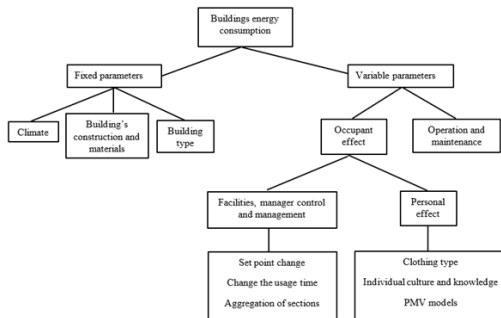 Buildings energy
consumption
Fixed parameters
Variable parameters
Climate
Building's
construction and
materials
Building
type
Occupant
effect
Operation and
maintenance
Facilities, manager control
and management
Personal
effect
Set point change
Change the usage time
Aggregation of sections
Clothing type
Individual culture and knowledge
PMV models